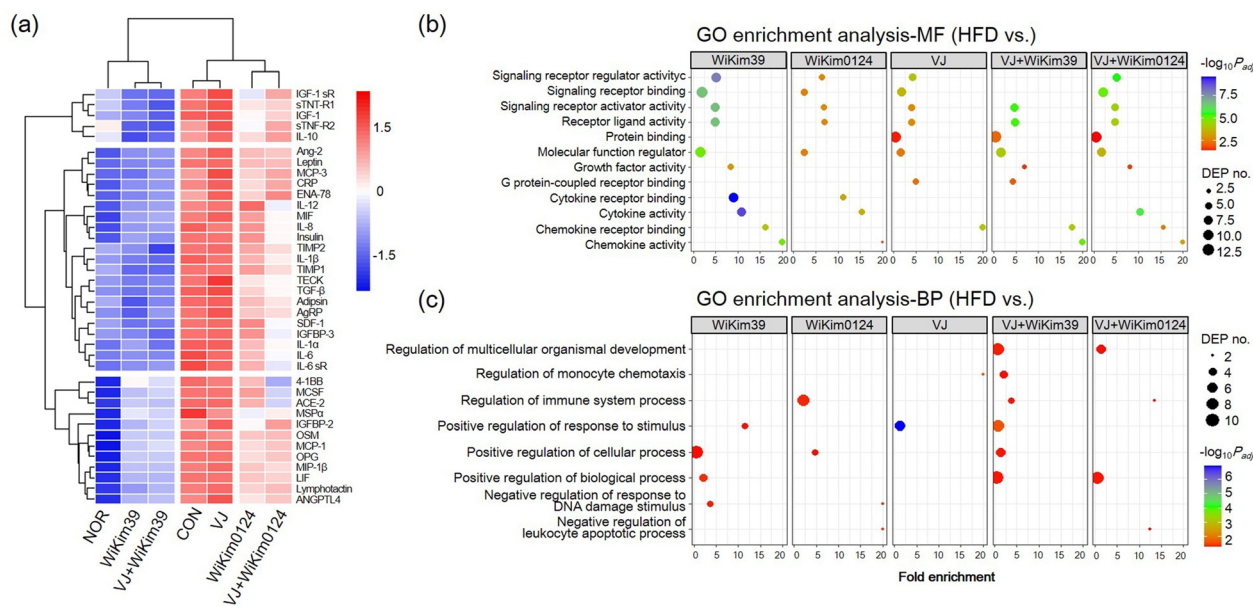 (a)
IGF-1 sR
sTNT-R1
IGF-1
sTNF-R2
IL-10
Ang-2
Leptin
MCP-3
CRP
ENA-78
IL-12
MIF
IL-8
Insulin
TIMP2
IL-1β
TIMP1
TECK
TGF-β
Adipsin
AgRP
SDF-1
IGFBP-3
IL-1α
IL-6
IL-6 sR
4-1BB
MCSF
ACE-2
MSPα
IGFBP-2
OSM
MCP-1
OPG
MIP-1β
LIF
Lymphotactin
ANGPTL4
NOR
WiKim39
VJ+WiKim39
CON
VJ
WiKim0124
VJ+WiKim0124
1.5
0
-1.5
(b)
GO enrichment analysis-MF (HFD vs.)
WiKim39
WiKim0124
VJ
VJ+WiKim39
VJ+WiKim0124
Signaling receptor regulator activityc
Signaling receptor binding
Signaling receptor activator activity
Receptor ligand activity
Protein binding
Molecular function regulator
Growth factor activity
G protein-coupled receptor binding
Cytokine receptor binding
Cytokine activity
Chemokine receptor binding
Chemokine activity
0 5 10 15 20
0 5 10 15 20
0 5 10 15 20
0 5 10 15 20
0 5 10 15 20
-log10Padj
7.5
5.0
2.5
DEP no.
2.5
5.0
7.5
10.0
12.5
(c)
GO enrichment analysis-BP (HFD vs.)
WiKim39
WiKim0124
VJ
VJ+WiKim39
VJ+WiKim0124
Regulation of multicellular organismal development
Regulation of monocyte chemotaxis
Regulation of immune system process
Positive regulation of response to stimulus
Positive regulation of cellular process
Positive regulation of biological process
Negative regulation of response to
DNA damage stimulus
Negative regulation of
leukocyte apoptotic process
0 5 10 15 20
0 5 10 15 20
0 5 10 15 20
0 5 10 15 20
0 5 10 15 20
Fold enrichment
DEP no.
2
4
6
8
10
-log10Padj
6
5
4
3
2